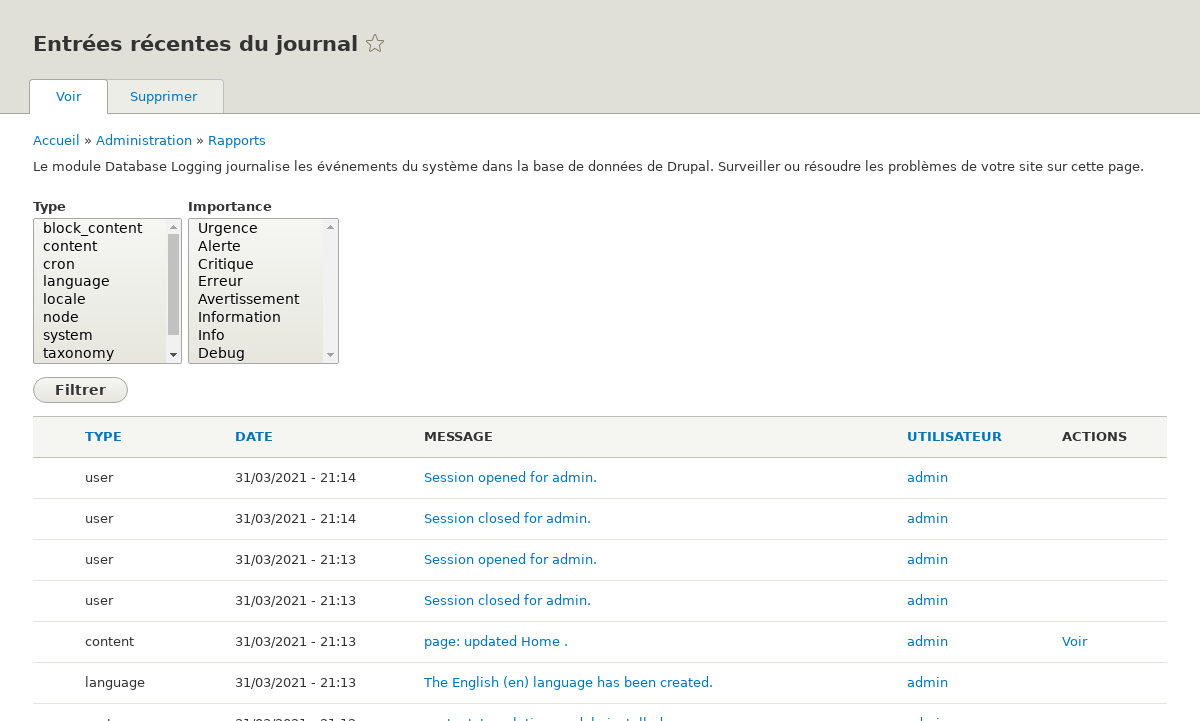 Entrées récentes du journal
Voir Supprimer
Accueil » Administration » Rapports
Le module Database Logging journalise les événements du système dans la base de données de Drupal. Surveiller ou résoudre les problèmes de votre site sur cette page.
Type Importance
block_content Urgence
content Alerte
cron Critique
language Erreur
locale Avertissement
node Information
system Info
taxonomy Debug
Filtrer
TYPE DATE MESSAGE UTILISATEUR ACTIONS
user 31/03/2021 - 21:14 Session opened for admin. admin
user 31/03/2021 - 21:14 Session closed for admin. admin
user 31/03/2021 - 21:13 Session opened for admin. admin
user 31/03/2021 - 21:13 Session closed for admin. admin
content 31/03/2021 - 21:13 page: updated Home . admin Voir
language 31/03/2021 - 21:13 The English (en) language has been created. admin